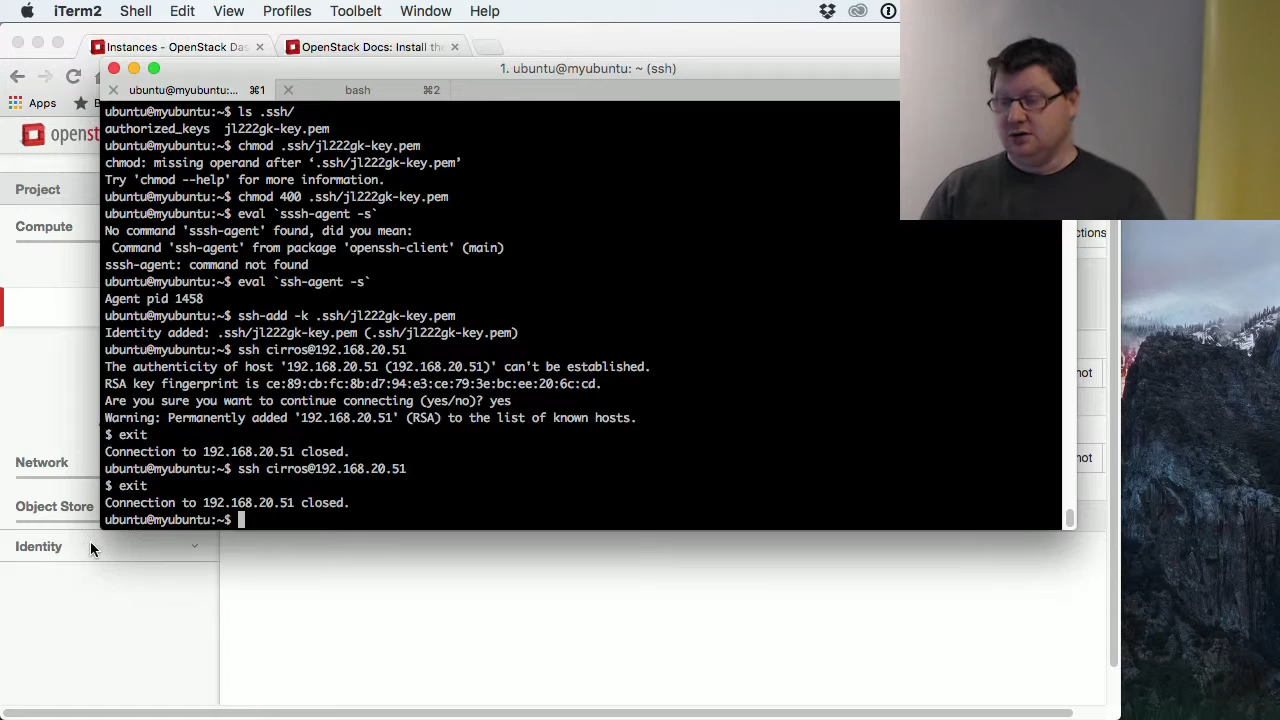 iTerm2 Shell Edit View Profiles Toolbelt Window Help
Instances - OpenStack Das
OpenStack Docs: Install the
1. ubuntu@myubuntu: ~ (ssh)
ubuntu@myubuntu:... ⌘1 bash ⌘2
Apps
openst
Project
Compute
Network
Object Store
Identity
ubuntu@myubuntu:~$ ls .ssh/
authorized_keys jl222gk-key.pem
ubuntu@myubuntu:~$ chmod .ssh/jl222gk-key.pem
chmod: missing operand after ‘.ssh/jl222gk-key.pem’
Try 'chmod --help' for more information.
ubuntu@myubuntu:~$ chmod 400 .ssh/jl222gk-key.pem
ubuntu@myubuntu:~$ eval `sssh-agent -s`
No command 'sssh-agent' found, did you mean:
Command 'ssh-agent' from package 'openssh-client' (main)
sssh-agent: command not found
ubuntu@myubuntu:~$ eval `ssh-agent -s`
Agent pid 1458
ubuntu@myubuntu:~$ ssh-add -k .ssh/jl222gk-key.pem
Identity added: .ssh/jl222gk-key.pem (.ssh/jl222gk-key.pem)
ubuntu@myubuntu:~$ ssh cirros@192.168.20.51
The authenticity of host '192.168.20.51 (192.168.20.51)' can't be established.
RSA key fingerprint is ce:89:cb:fc:8b:d7:94:e3:ce:79:3e:bc:ee:20:6c:cd.
Are you sure you want to continue connecting (yes/no)? yes
Warning: Permanently added '192.168.20.51' (RSA) to the list of known hosts.
$ exit
Connection to 192.168.20.51 closed.
ubuntu@myubuntu:~$ ssh cirros@192.168.20.51
$ exit
Connection to 192.168.20.51 closed.
ubuntu@myubuntu:~$
ctions
hot
hot